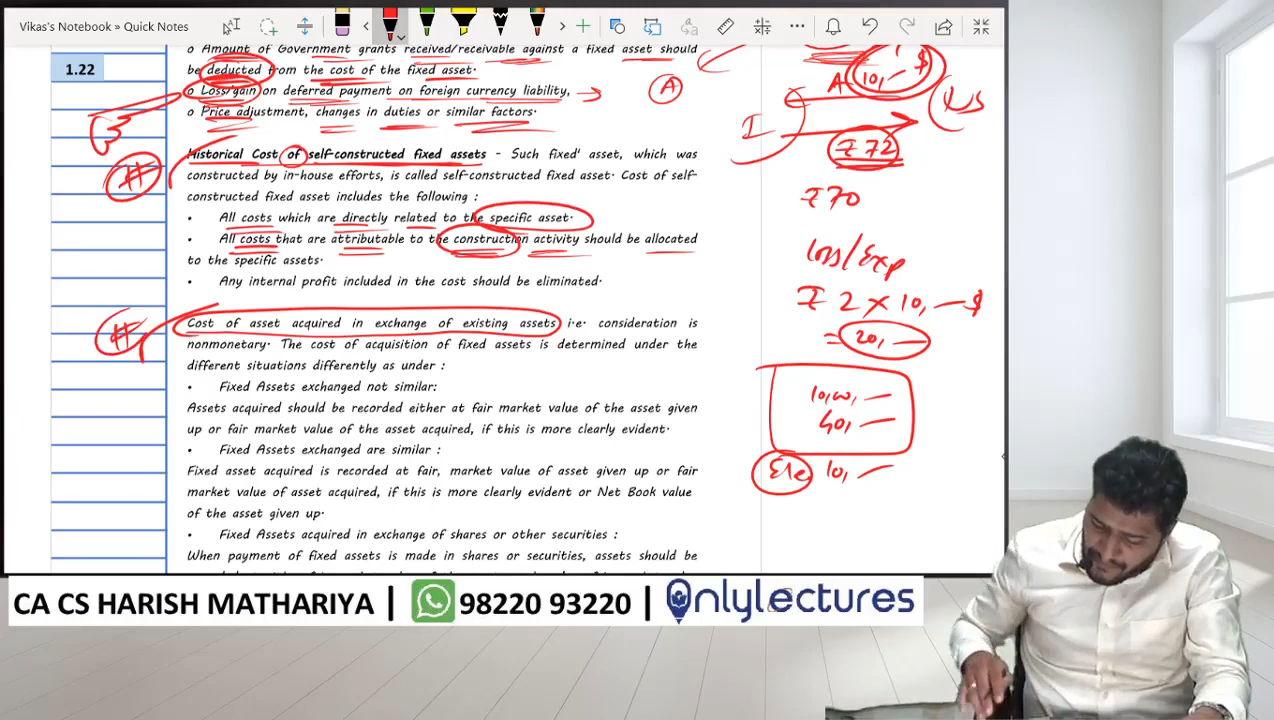 Vikas's Notebook » Quick Notes
1.22
o Amount of Government grants received/receivable against a fixed asset should
be deducted from the cost of the fixed asset.
o Loss/gain on deferred payment on foreign currency liability,
o Price adjustment, changes in duties or similar factors.
Historical Cost of self-constructed fixed assets - Such fixed asset, which was
constructed by in-house efforts, is called self-constructed fixed asset. Cost of self-
constructed fixed asset includes the following :
• All costs which are directly related to the specific asset.
• All costs that are attributable to the construction activity should be allocated
to the specific assets.
• Any internal profit included in the cost should be eliminated.
Cost of asset acquired in exchange of existing assets i.e. consideration is
nonmonetary. The cost of acquisition of fixed assets is determined under the
different situations differently as under :
• Fixed Assets exchanged not similar:
Assets acquired should be recorded either at fair market value of the asset given
up or fair market value of the asset acquired, if this is more clearly evident.
• Fixed Assets exchanged are similar :
Fixed asset acquired is recorded at fair, market value of asset given up or fair
market value of asset acquired, if this is more clearly evident or Net Book value
of the asset given up.
• Fixed Assets acquired in exchange of shares or other securities :
When payment of fixed assets is made in shares or securities, assets should be
A
#
#
A
10,— $
US
I
₹ 72
₹ 70
Loss/Exp
₹ 2 × 10,— $
= 20,—
10,00,—
40,—
10,—
CA CS HARISH MATHARIYA | 98220 93220 | Onlylectures